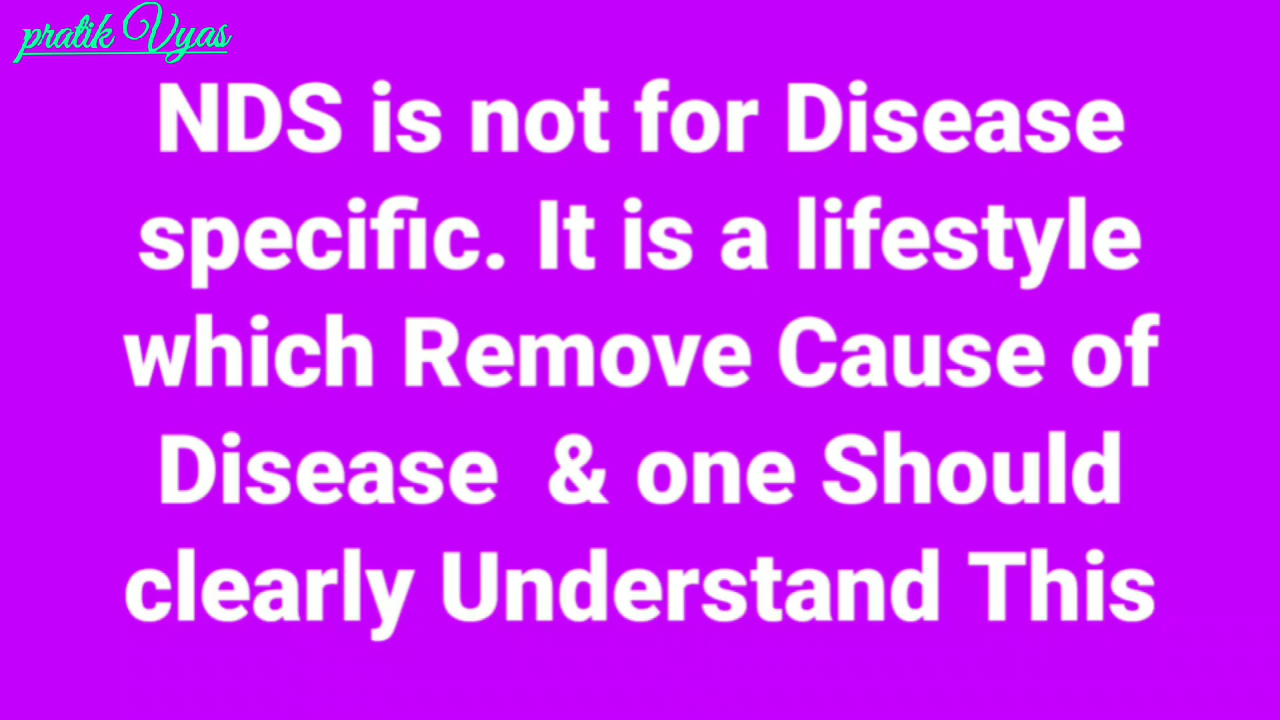 pratik Vyas
NDS is not for Disease
specific. It is a lifestyle
which Remove Cause of
Disease & one Should
clearly Understand This